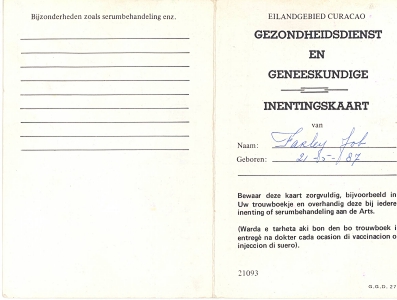 Bijzonderheden zoals serumbehandeling enz.
EILANDGEBIED CURACAO
GEZONDHEIDSDIENST
EN
GENEESKUNDIGE
INENTINGSKAART
van
Naam: Farley Job
Geboren: 21-5-'87
Bewaar deze kaart zorgvuldig, bijvoorbeeld in
Uw trouwboekje en overhandig deze bij iedere
inenting of serumbehandeling aan de Arts.
(Warda e tarheta aki bon den bo trouwboek i
entregé na dokter cada ocasion di vaccinacion o
injeccion di suero).
21093
G.G.D. 27